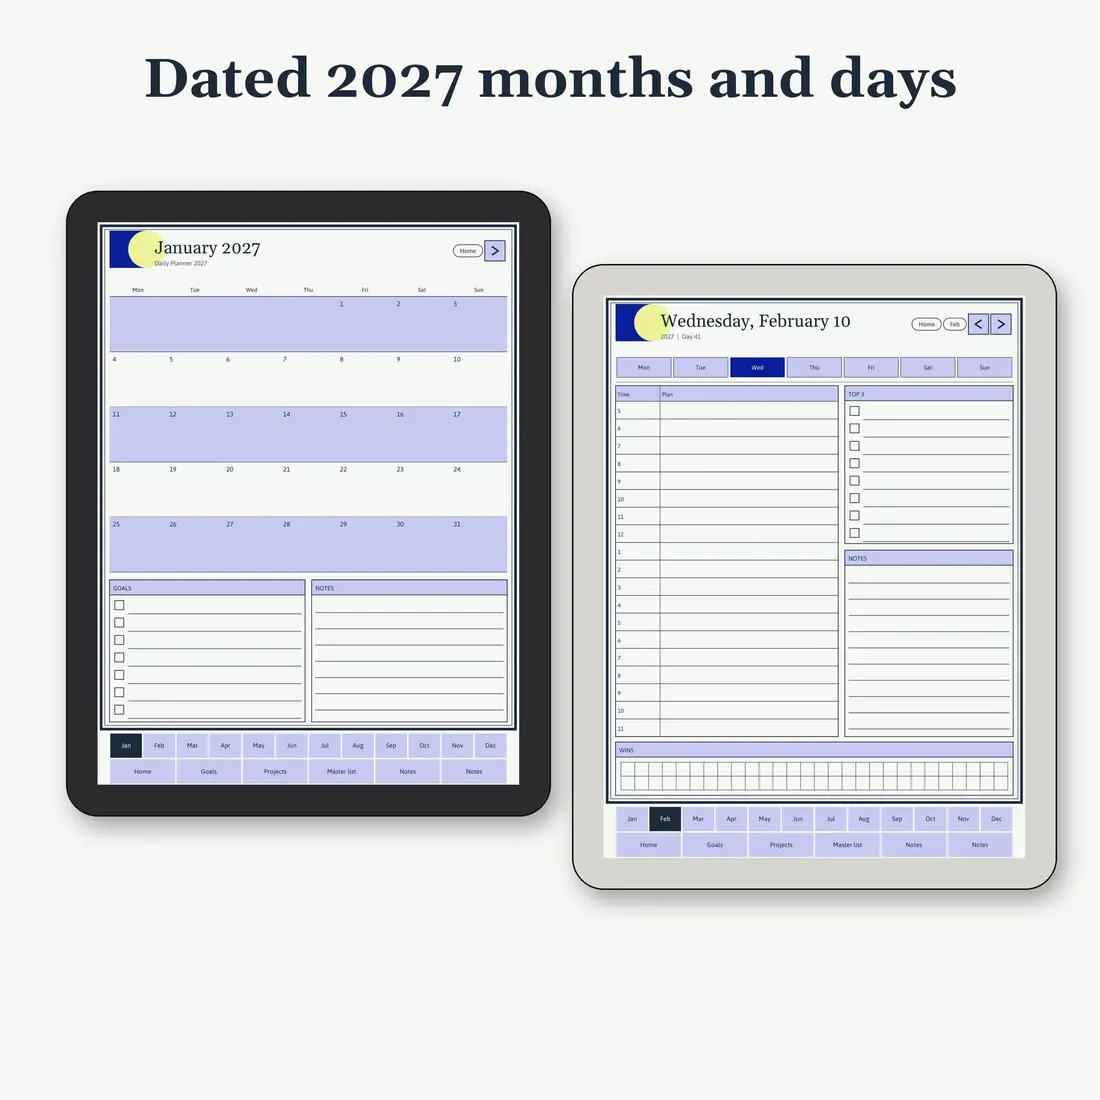 Dated 2027 months and days
January 2027
Daily Planner 2027
Home >
Mon Tue Wed Thu Fri Sat Sun
1 2 3
4 5 6 7 8 9 10
11 12 13 14 15 16 17
18 19 20 21 22 23 24
25 26 27 28 29 30 31
GOALS NOTES
Jan Feb Mar Apr May Jun Jul Aug Sep Oct Nov Dec
Home Goals Projects Master list Notes Notes
Wednesday, February 10
2027 | Day 41
Home Feb < >
Mon Tue Wed Thu Fri Sat Sun
Time Plan
5
6
7
8
9
10
11
12
1
2
3
4
5
6
7
8
9
10
11
TOP 3
NOTES
WINS
Jan Feb Mar Apr May Jun Jul Aug Sep Oct Nov Dec
Home Goals Projects Master list Notes Notes